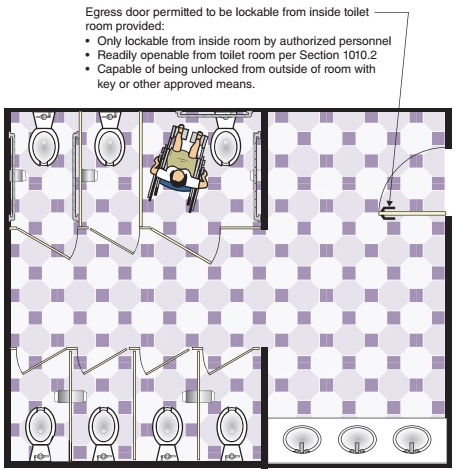 Egress door permitted to be lockable from inside toilet
room provided:
• Only lockable from inside room by authorized personnel
• Readily openable from toilet room per Section 1010.2
• Capable of being unlocked from outside of room with
key or other approved means.